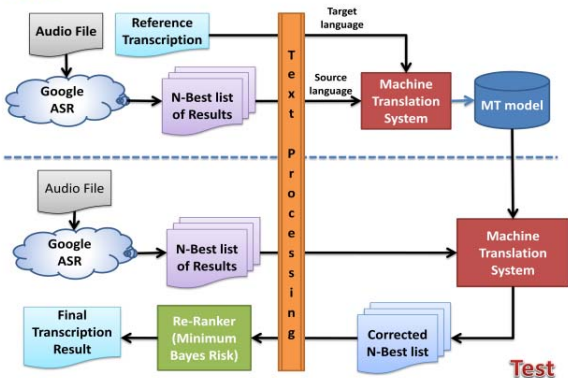 Audio File
Reference
Transcription
Target
language
Google
ASR
N-Best list
of Results
Source
language
Machine
Translation
System
MT model
Text Processing
Audio File
Google
ASR
N-Best list
of Results
Machine
Translation
System
Final
Transcription
Result
Re-Ranker
(Minimum
Bayes Risk)
Corrected
N-Best list
Test